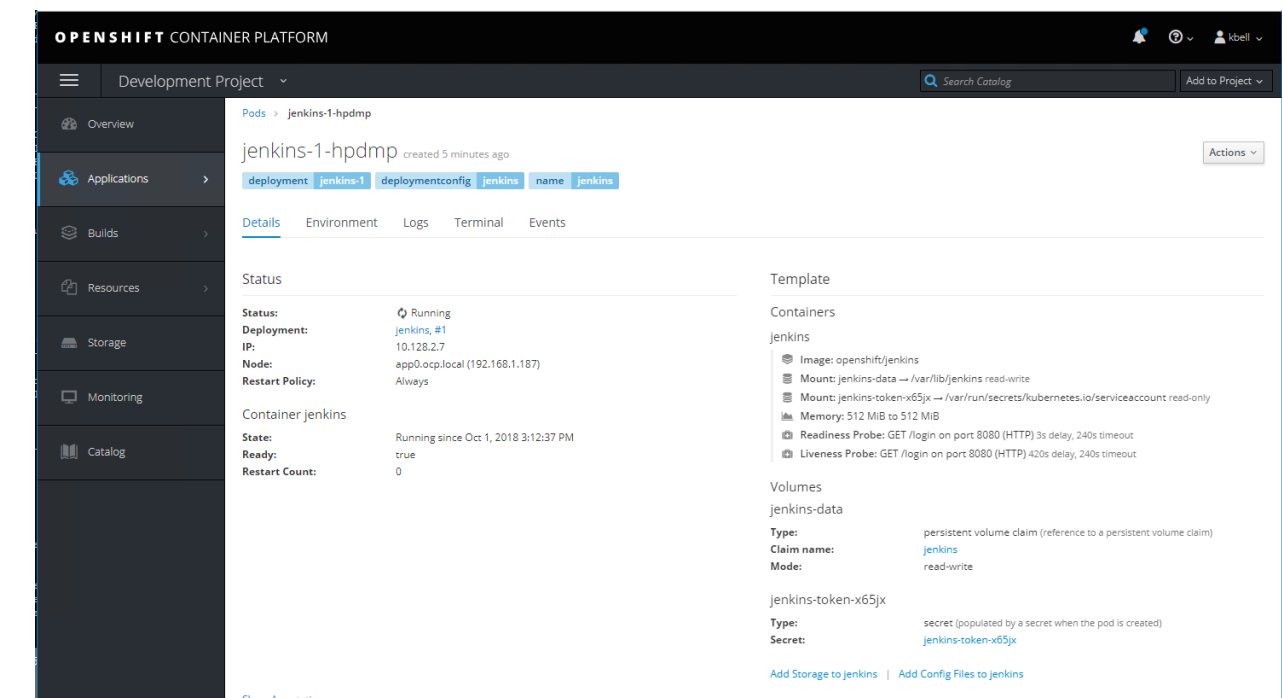 OPENSHIFT CONTAINER PLATFORM
kbell
Development Project
Search Catalog
Add to Project
Overview
Applications
Builds
Resources
Storage
Monitoring
Catalog
Pods > jenkins-1-hpdmp
jenkins-1-hpdmp created 5 minutes ago
Actions
deployment jenkins-1 deploymentconfig jenkins name jenkins
Details Environment Logs Terminal Events
Status
Status: Running
Deployment: jenkins, #1
IP: 10.128.2.7
Node: app0.ocp.local (192.168.1.187)
Restart Policy: Always
Container jenkins
State: Running since Oct 1, 2018 3:12:37 PM
Ready: true
Restart Count: 0
Template
Containers
jenkins
Image: openshift/jenkins
Mount: jenkins-data → /var/lib/jenkins read-write
Mount: jenkins-token-x65jx → /var/run/secrets/kubernetes.io/serviceaccount read-only
Memory: 512 MiB to 512 MiB
Readiness Probe: GET /login on port 8080 (HTTP) 3s delay, 240s timeout
Liveness Probe: GET /login on port 8080 (HTTP) 420s delay, 240s timeout
Volumes
jenkins-data
Type: persistent volume claim (reference to a persistent volume claim)
Claim name: jenkins
Mode: read-write
jenkins-token-x65jx
Type: secret (populated by a secret when the pod is created)
Secret: jenkins-token-x65jx
Add Storage to jenkins | Add Config Files to jenkins